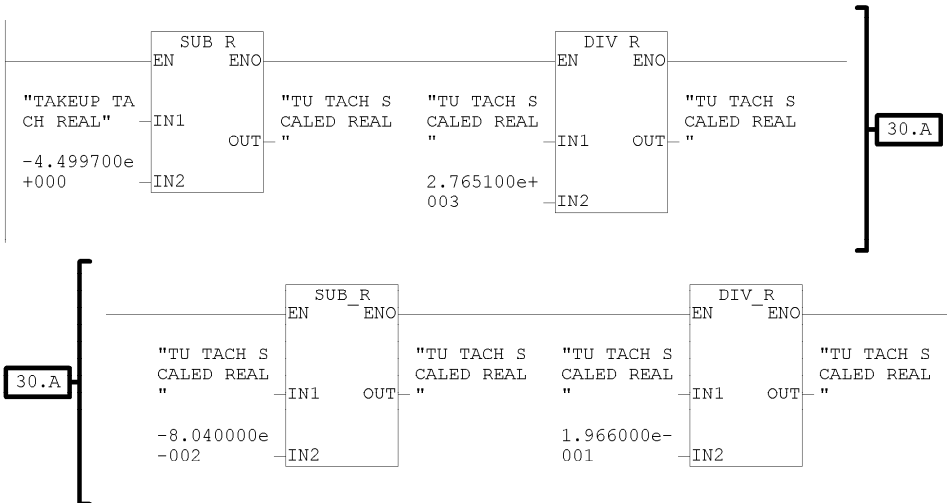 SUB_R
EN ENO
"TAKEUP TA
CH REAL"
IN1
-4.499700e
+000
IN2
OUT
"TU TACH S
CALED REAL
"
DIV_R
EN ENO
"TU TACH S
CALED REAL
"
IN1
2.765100e+
003
IN2
OUT
"TU TACH S
CALED REAL
"
30.A
30.A
SUB_R
EN ENO
"TU TACH S
CALED REAL
"
IN1
-8.040000e
-002
IN2
OUT
"TU TACH S
CALED REAL
"
DIV_R
EN ENO
"TU TACH S
CALED REAL
"
IN1
1.966000e-
001
IN2
OUT
"TU TACH S
CALED REAL
"